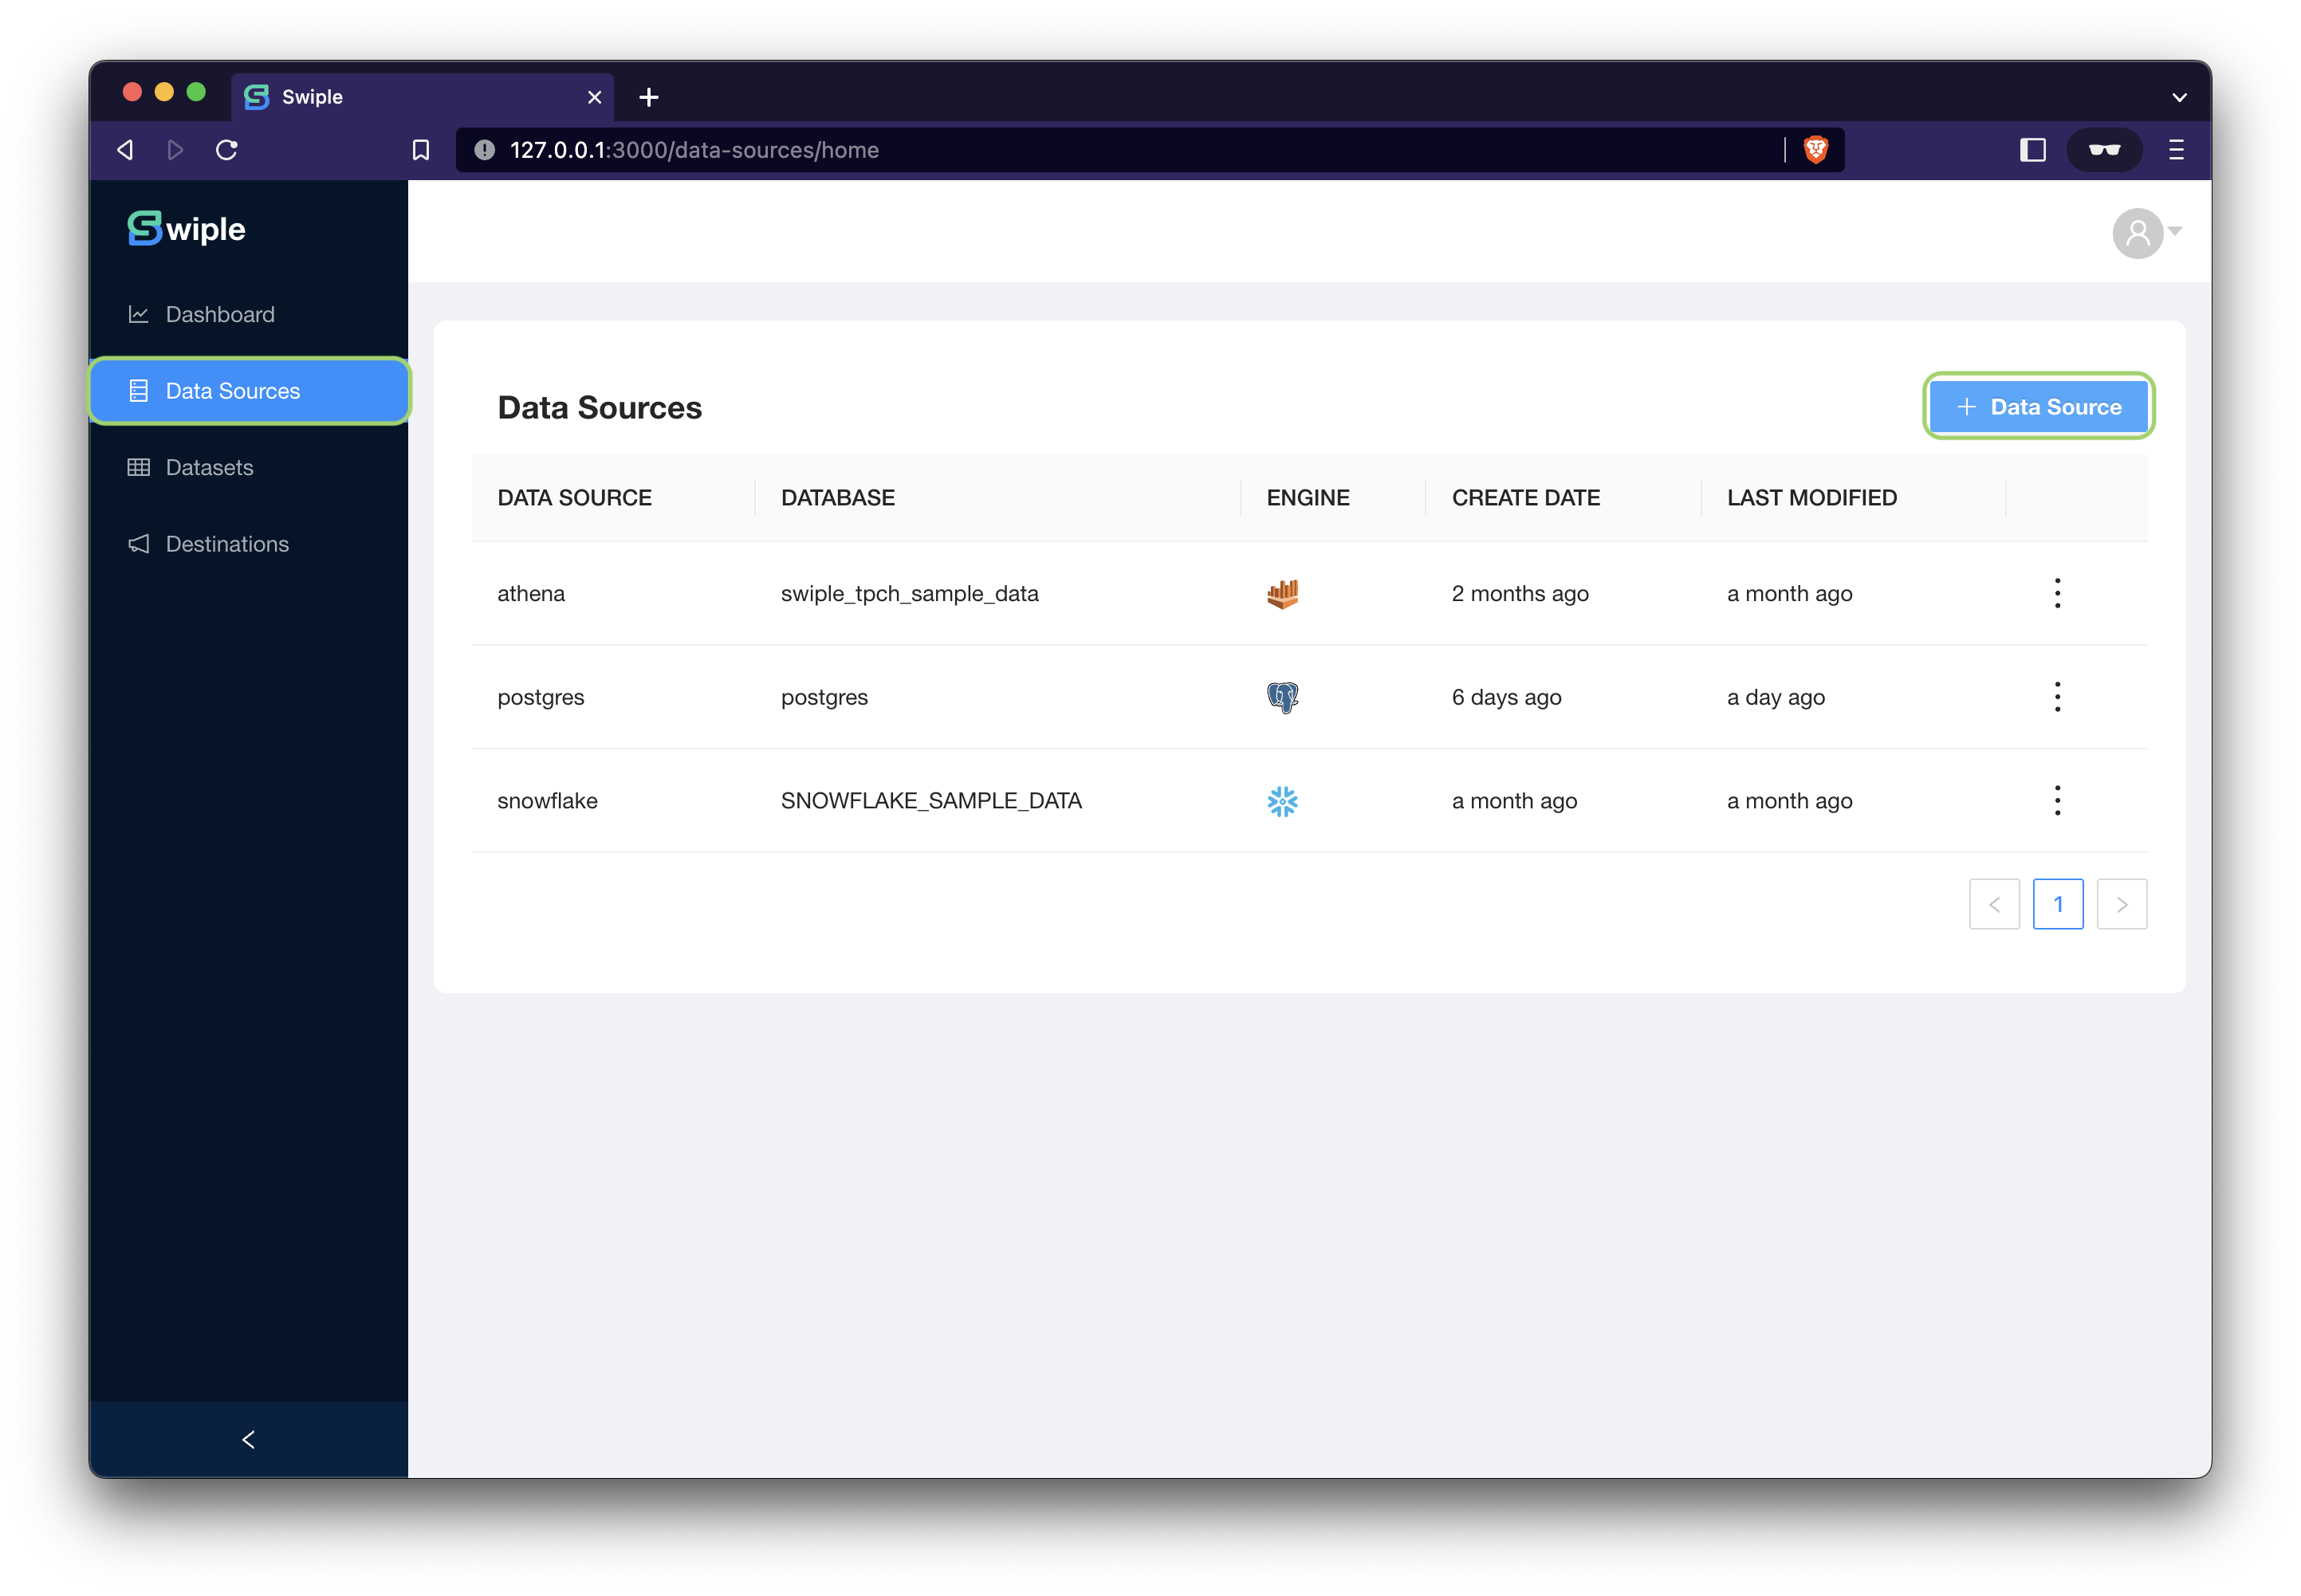 Swiple
127.0.0.1:3000/data-sources/home
Swiple
Dashboard
Data Sources
Datasets
Destinations
Data Sources
+ Data Source
DATA SOURCE DATABASE ENGINE CREATE DATE LAST MODIFIED
athena swiple_tpch_sample_data 2 months ago a month ago
postgres postgres 6 days ago a day ago
snowflake SNOWFLAKE_SAMPLE_DATA a month ago a month ago
1